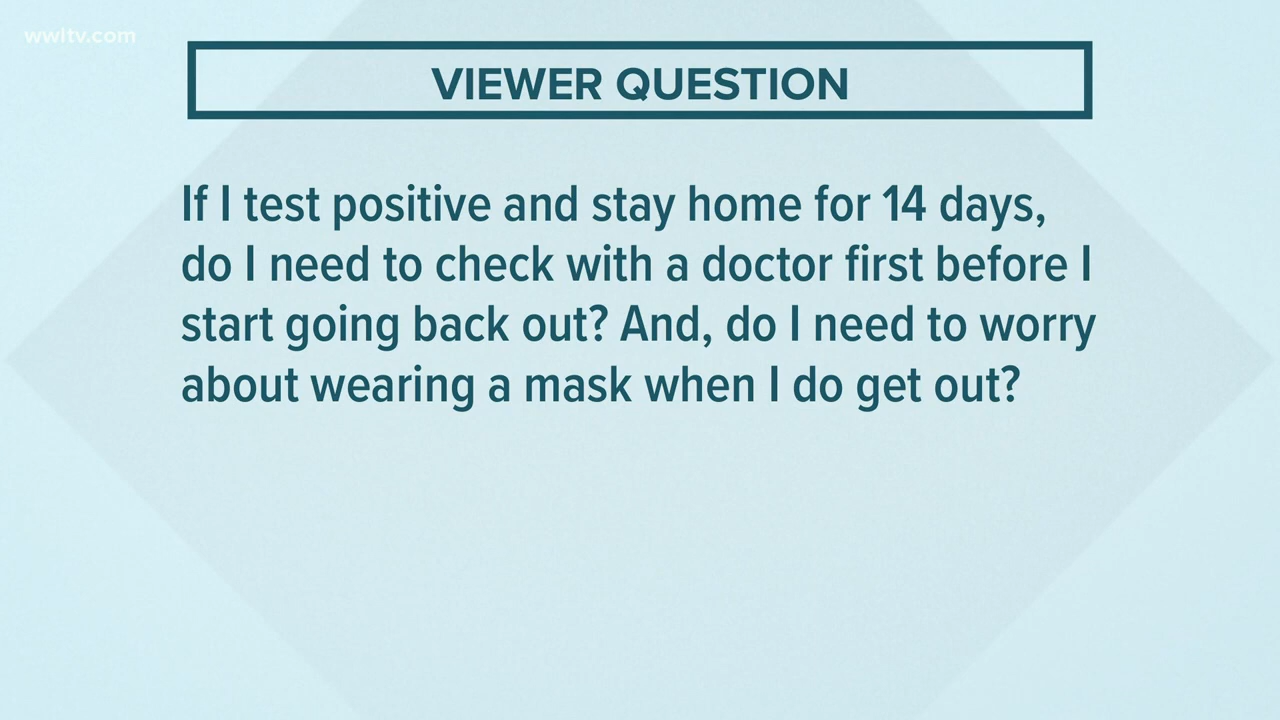 wwltv.com
VIEWER QUESTION
If I test positive and stay home for 14 days,
do I need to check with a doctor first before I
start going back out? And, do I need to worry
about wearing a mask when I do get out?